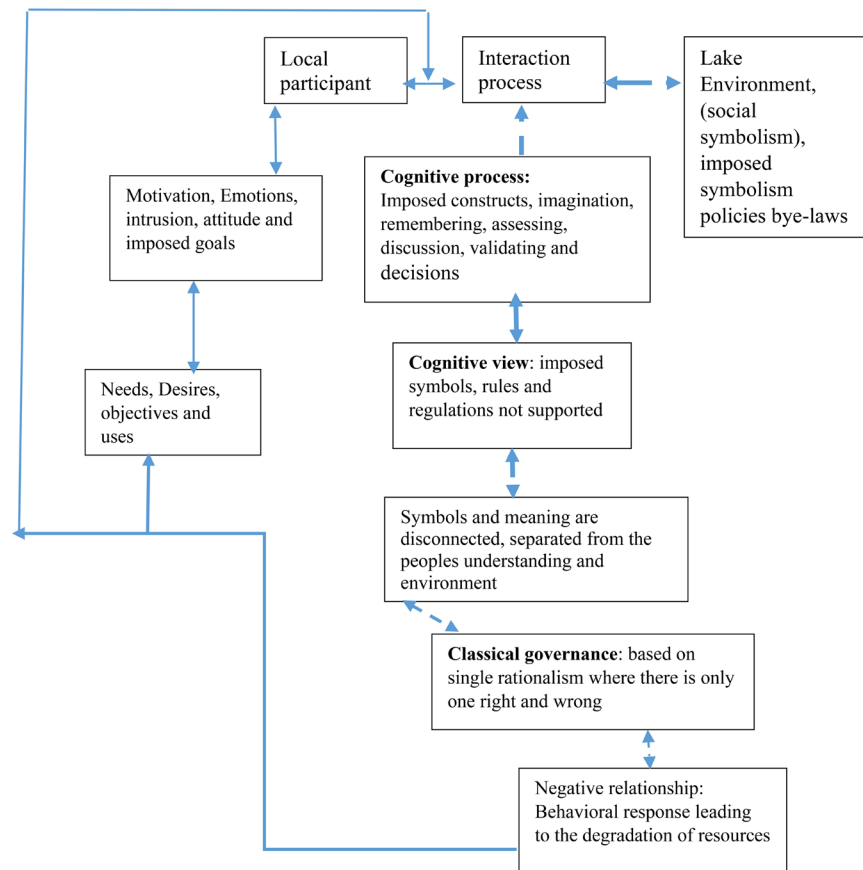 Local
participant
Interaction
process
Lake
Environment,
(social
symbolism),
imposed
symbolism
policies bye-laws
Motivation, Emotions,
intrusion, attitude and
imposed goals
Cognitive process:
Imposed constructs, imagination,
remembering, assessing,
discussion, validating and
decisions
Needs, Desires,
objectives and
uses
Cognitive view: imposed
symbols, rules and
regulations not supported
Symbols and meaning are
disconnected, separated from the
peoples understanding and
environment
Classical governance: based on
single rationalism where there is only
one right and wrong
Negative relationship:
Behavioral response leading
to the degradation of resources